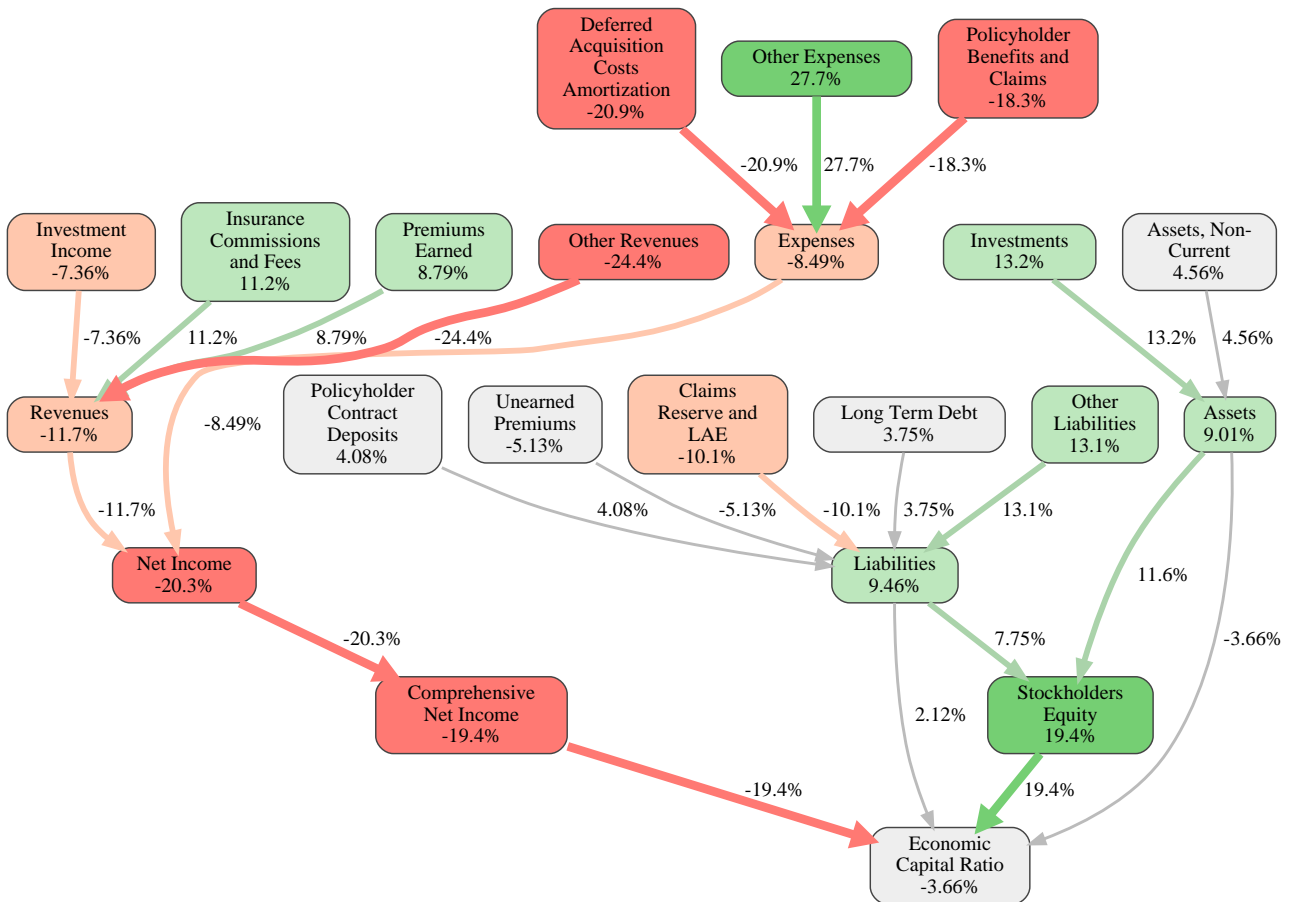 Deferred
Acquisition
Costs
Amortization
-20.9%
Other Expenses
27.7%
Policyholder
Benefits and
Claims
-18.3%
-20.9%
27.7%
-18.3%
Investment
Income
-7.36%
Insurance
Commissions
and Fees
11.2%
Premiums
Earned
8.79%
Other Revenues
-24.4%
Expenses
-8.49%
Investments
13.2%
Assets, Non-
Current
4.56%
-7.36%
11.2%
8.79%
-24.4%
13.2%
4.56%
Revenues
-11.7%
-8.49%
Policyholder
Contract
Deposits
4.08%
Unearned
Premiums
-5.13%
Claims
Reserve and
LAE
-10.1%
Long Term Debt
3.75%
Other
Liabilities
13.1%
Assets
9.01%
-11.7%
4.08%
-5.13%
-10.1%
3.75%
13.1%
Net Income
-20.3%
Liabilities
9.46%
11.6%
-20.3%
7.75%
-3.66%
Comprehensive
Net Income
-19.4%
2.12%
Stockholders
Equity
19.4%
-19.4%
19.4%
Economic
Capital Ratio
-3.66%